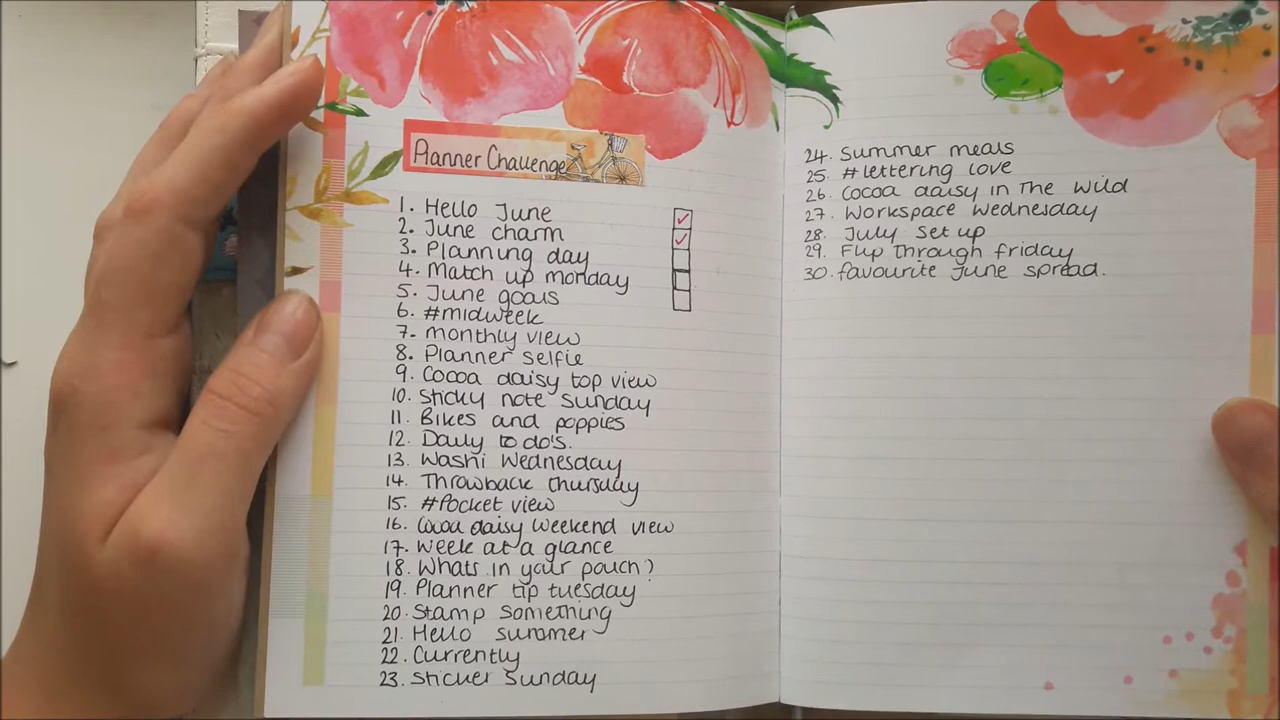 Planner Challenge
1. Hello June
2. June charm
3. Planning day
4. Match up monday
5. June goals
6. #midweek
7. monthly view
8. Planner selfie
9. Cocoa daisy top view
10. Sticky note Sunday
11. Bikes and poppies
12. Daily to do's.
13. Washi Wednesday
14. Throwback thursday
15. #Pocket view
16. Cocoa daisy weekend view
17. Week at a glance
18. Whats in your pouch?
19. Planner tip tuesday
20. Stamp something
21. Hello summer
22. Currently
23. Sticker Sunday
24. Summer meals
25. #lettering love
26. Cocoa daisy in The wild
27. Workspace Wednesday
28. July set up
29. Flip Through friday
30. favourite June spread.